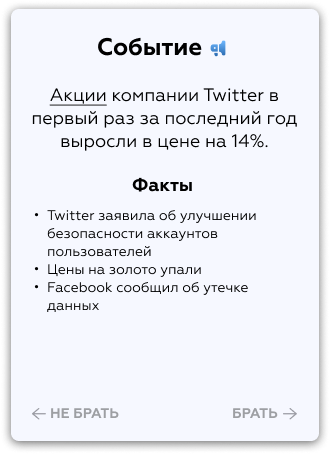 Событие
Акции компании Twitter в
первый раз за последний год
выросли в цене на 14%.
Факты
• Twitter заявила об улучшении
безопасности аккаунтов
пользователей
• Цены на золото упали
• Facebook сообщил об утечке
данных
← НЕ БРАТЬ БРАТЬ →